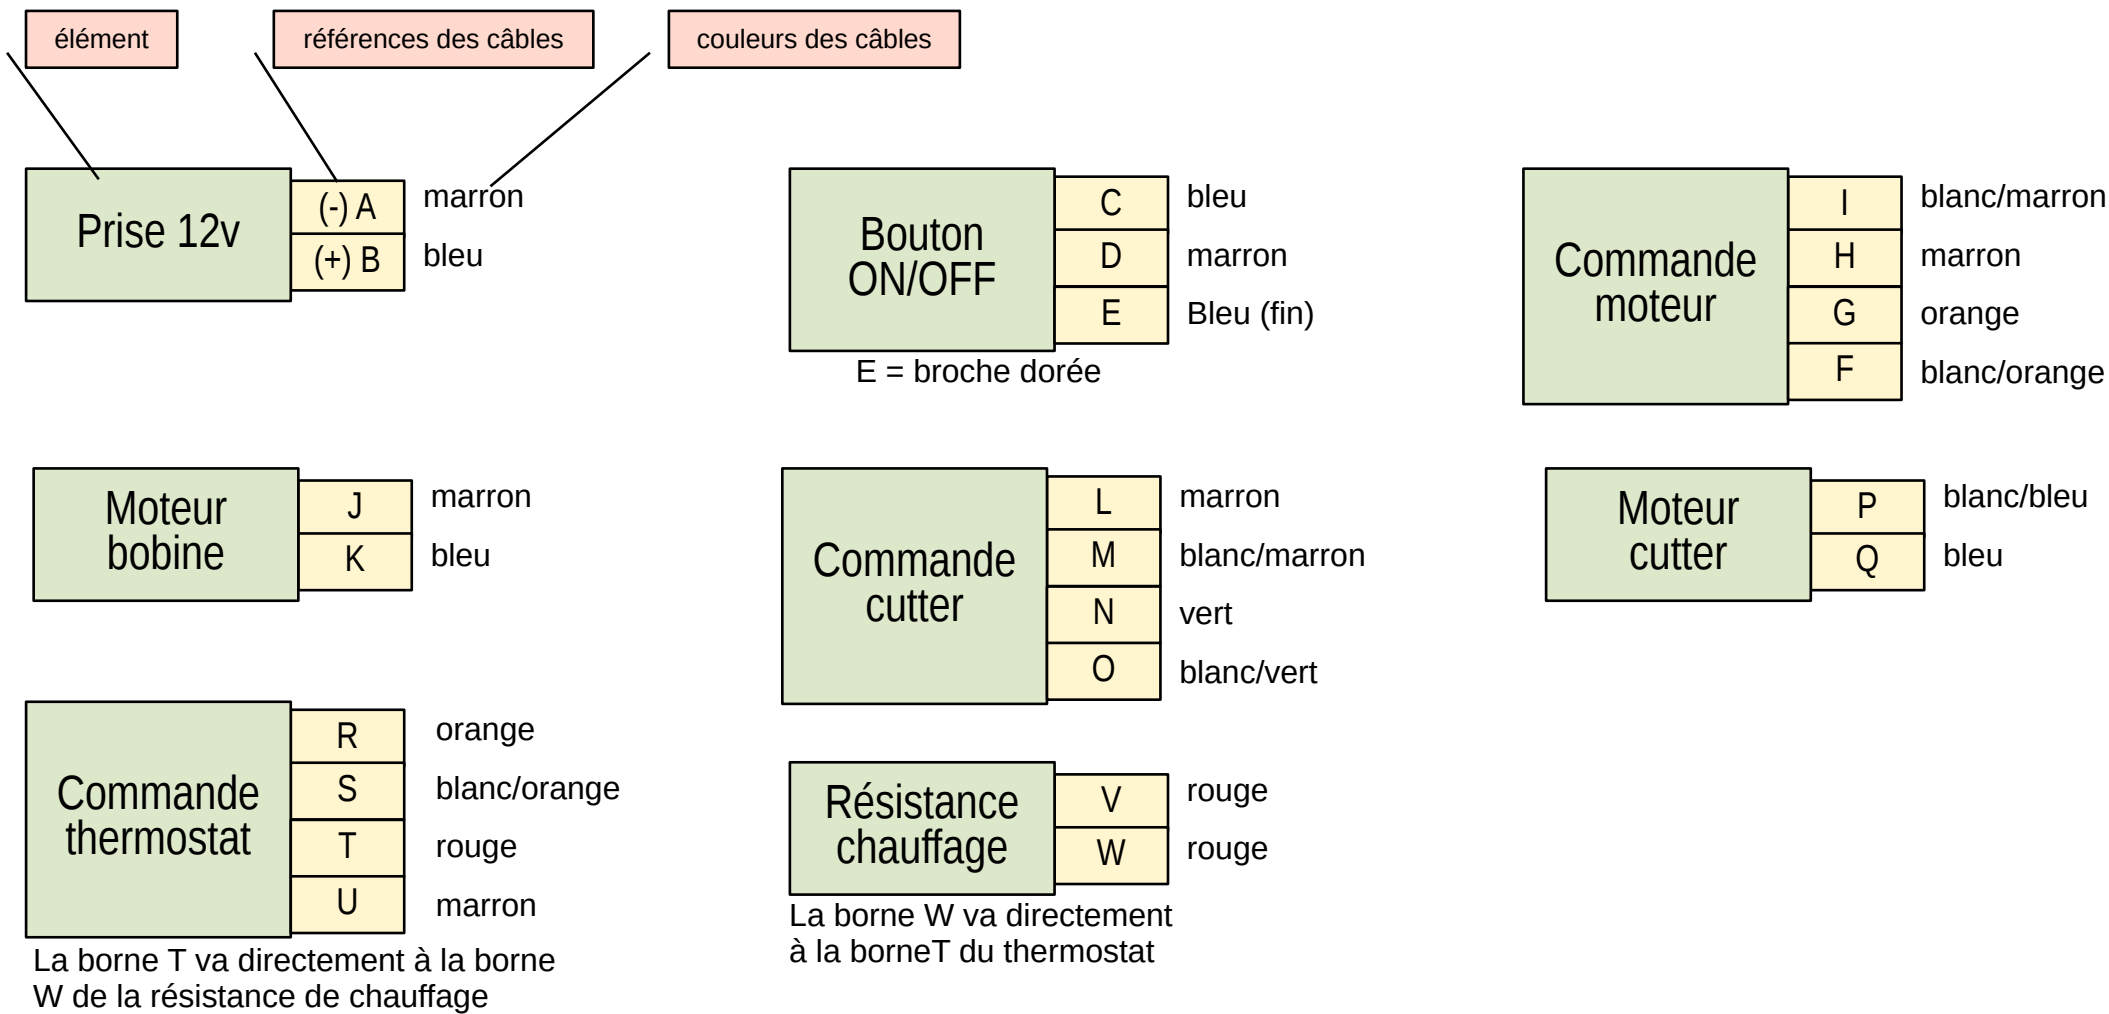 élément
références des câbles
couleurs des câbles
Prise 12v
(-) A
marron
(+) B
bleu
Bouton
ON/OFF
C
bleu
D
marron
E
Bleu (fin)
E = broche dorée
Commande
moteur
I
blanc/marron
H
marron
G
orange
F
blanc/orange
Moteur
bobine
J
marron
K
bleu
Commande
cutter
L
marron
M
blanc/marron
N
vert
O
blanc/vert
Moteur
cutter
P
blanc/bleu
Q
bleu
Commande
thermostat
R
orange
S
blanc/orange
T
rouge
U
marron
La borne T va directement à la borne
W de la résistance de chauffage
Résistance
chauffage
V
rouge
W
rouge
La borne W va directement
à la borneT du thermostat